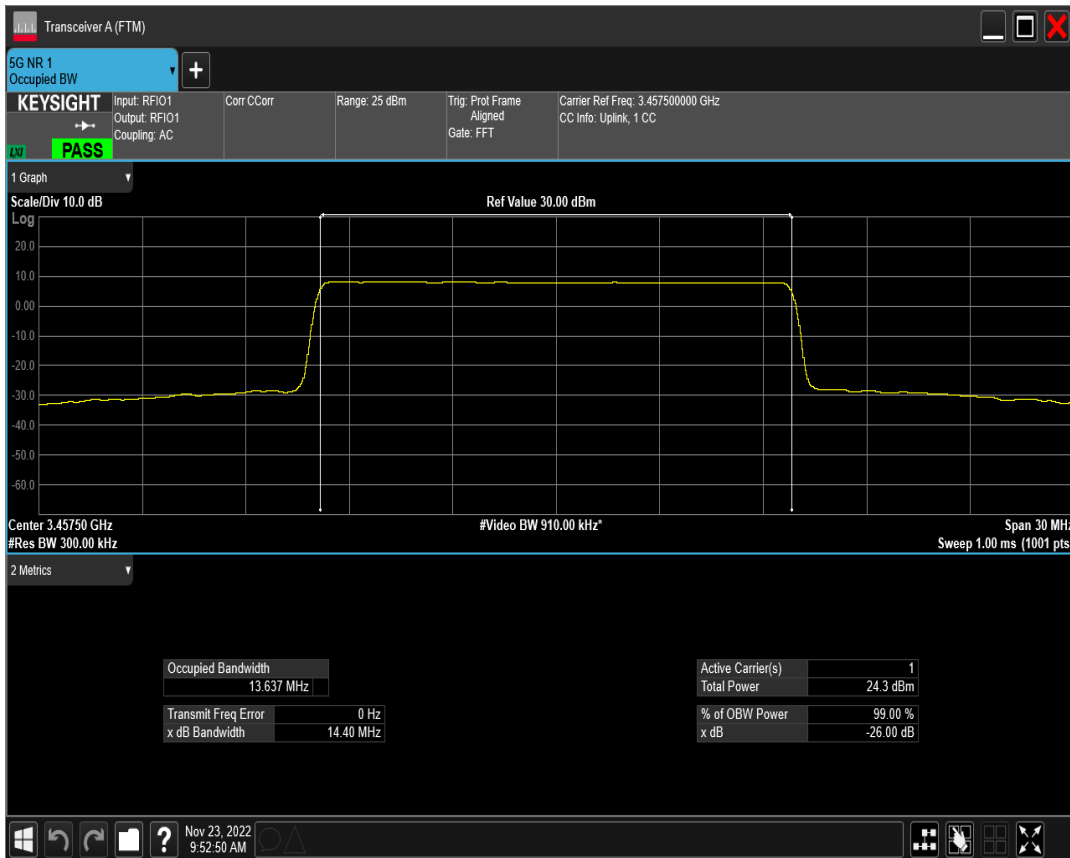 Transceiver A (FTM)
5G NR 1
Occupied BW
+
KEYSIGHT
LXI
PASS
Input: RFIO1
Output: RFIO1
Coupling: AC
Corr CCorr
Range: 25 dBm
Trig: Prot Frame
Aligned
Gate: FFT
Carrier Ref Freq: 3.457500000 GHz
CC Info: Uplink, 1 CC
1 Graph
Scale/Div 10.0 dB
Ref Value 30.00 dBm
Log
20.0
10.0
0.00
-10.0
-20.0
-30.0
-40.0
-50.0
-60.0
Center 3.45750 GHz
#Video BW 910.00 kHz*
Span 30 MHz
#Res BW 300.00 kHz
Sweep 1.00 ms (1001 pts
2 Metrics
Occupied Bandwidth
13.637 MHz
Transmit Freq Error 0 Hz
x dB Bandwidth 14.40 MHz
Active Carrier(s) 1
Total Power 24.3 dBm
% of OBW Power 99.00 %
x dB -26.00 dB
?
Nov 23, 2022
9:52:50 AM